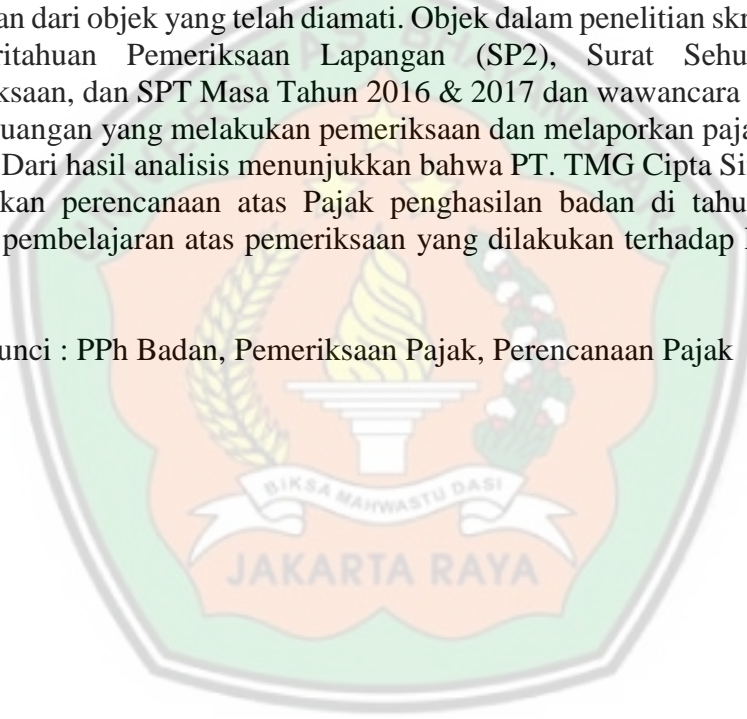 an dari objek yang telah diamati. Objek dalam penelitian skr
ritahuan Pemeriksaan Lapangan (SP2), Surat Sehu
ksaan, dan SPT Masa Tahun 2016 & 2017 dan wawancara
uangan yang melakukan pemeriksaan dan melaporkan paja
Dari hasil analisis menunjukkan bahwa PT. TMG Cipta Si
kan perencanaan atas Pajak penghasilan badan di tahu
pembelajaran atas pemeriksaan yang dilakukan terhadap
unci : PPh Badan, Pemeriksaan Pajak, Perencanaan Pajak
UNIVERSITAS BHAYANGKARA
BIKSA MAHWASTU DASI
JAKARTA RAYA